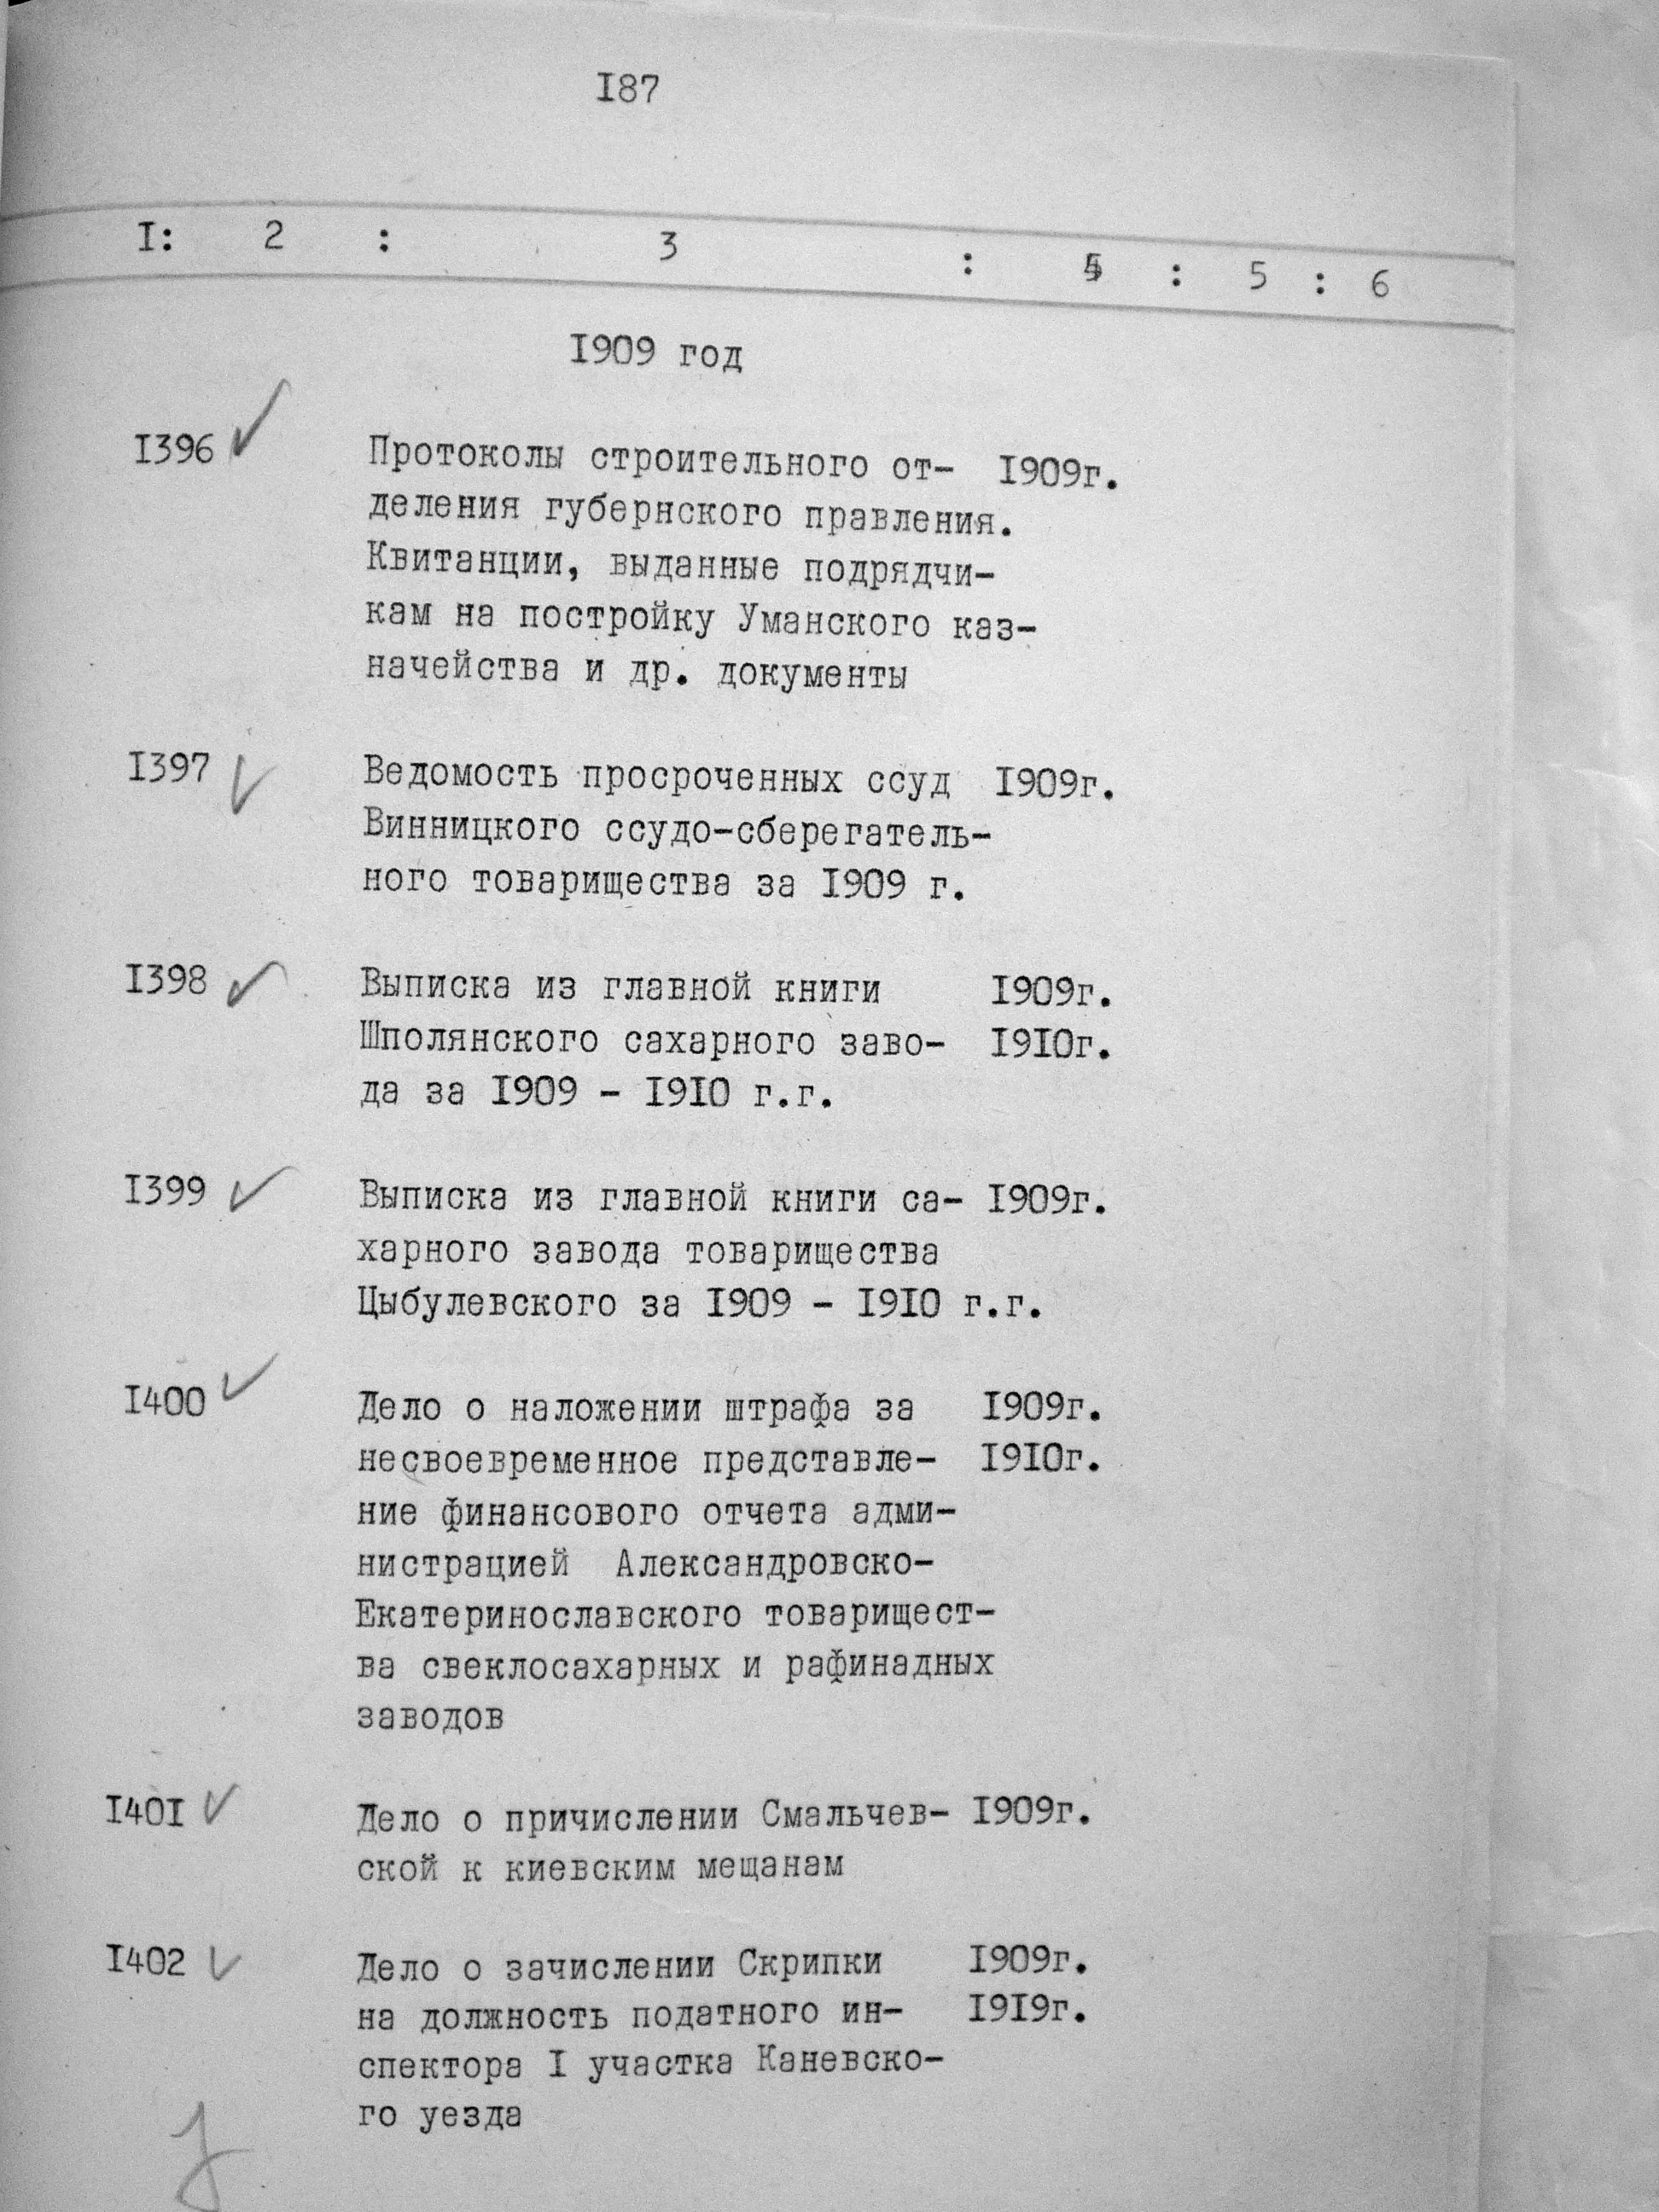 I87
I: 2 : 3 : 4 : 5 : 6
I909 год
I396 Протоколы строительного от- I909г.
деления губернского правления.
Квитанции, выданные подрядчи-
кам на постройку Уманского каз-
начейства и др. документы
I397 Ведомость просроченных ссуд I909г.
Винницкого ссудо-сберегатель-
ного товарищества за I909 г.
I398 Выписка из главной книги I909г.
Шполянского сахарного заво- I9I0г.
да за I909 - I9I0 г.г.
I399 Выписка из главной книги са- I909г.
харного завода товарищества
Цыбулевского за I909 - I9I0 г.г.
I400 Дело о наложении штрафа за I909г.
несвоевременное представле- I9I0г.
ние финансового отчета адми-
нистрацией Александровско-
Екатеринославского товарищест-
ва свеклосахарных и рафинадных
заводов
I40I Дело о причислении Смальчев- I909г.
ской к киевским мещанам
I402 Дело о зачислении Скрипки I909г.
на должность податного ин- I9I9г.
спектора I участка Каневско-
го уезда